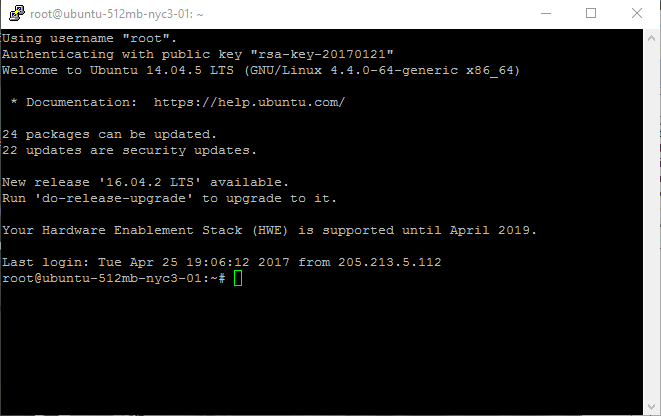 root@ubuntu-512mb-nyc3-01: ~
Using username "root".
Authenticating with public key "rsa-key-20170121"
Welcome to Ubuntu 14.04.5 LTS (GNU/Linux 4.4.0-64-generic x86_64)
* Documentation:  https://help.ubuntu.com/
24 packages can be updated.
22 updates are security updates.
New release '16.04.2 LTS' available.
Run 'do-release-upgrade' to upgrade to it.
Your Hardware Enablement Stack (HWE) is supported until April 2019.
Last login: Tue Apr 25 19:06:12 2017 from 205.213.5.112
root@ubuntu-512mb-nyc3-01:~#